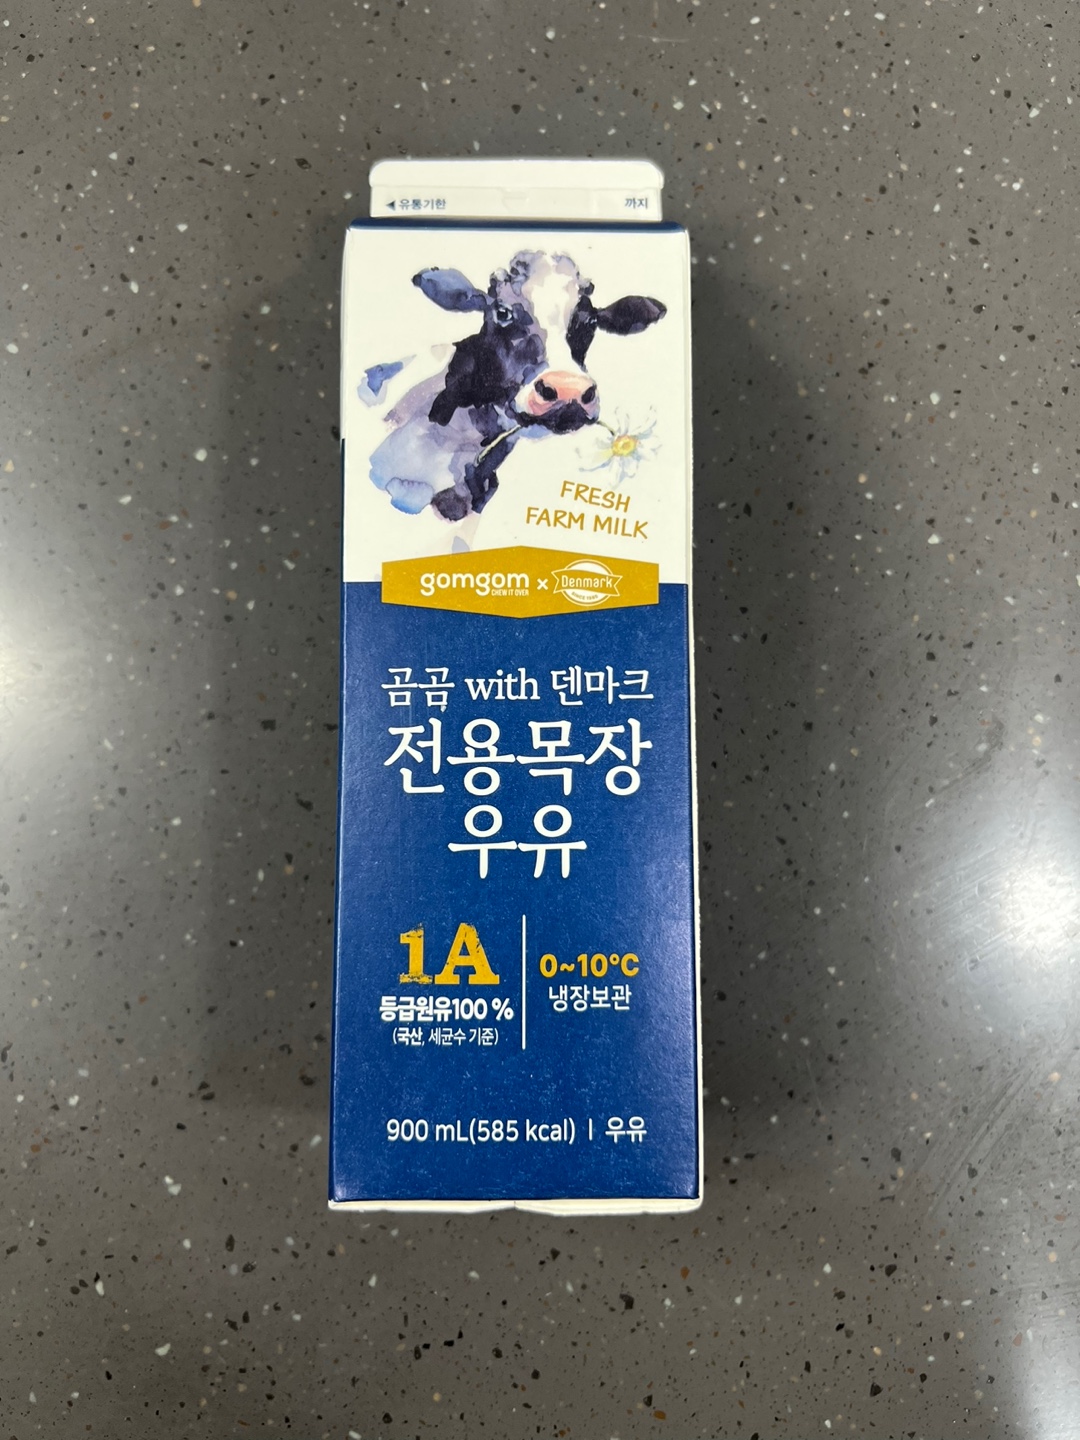 ◀유통기한 까지
FRESH
FARM MILK
gomgom x Denmark
CHEW IT OVER
곰곰 with 덴마크
전용목장
우유
1A
등급원유100 %
(국산, 세균수 기준)
0~10°C
냉장보관
900 mL(585 kcal) | 우유